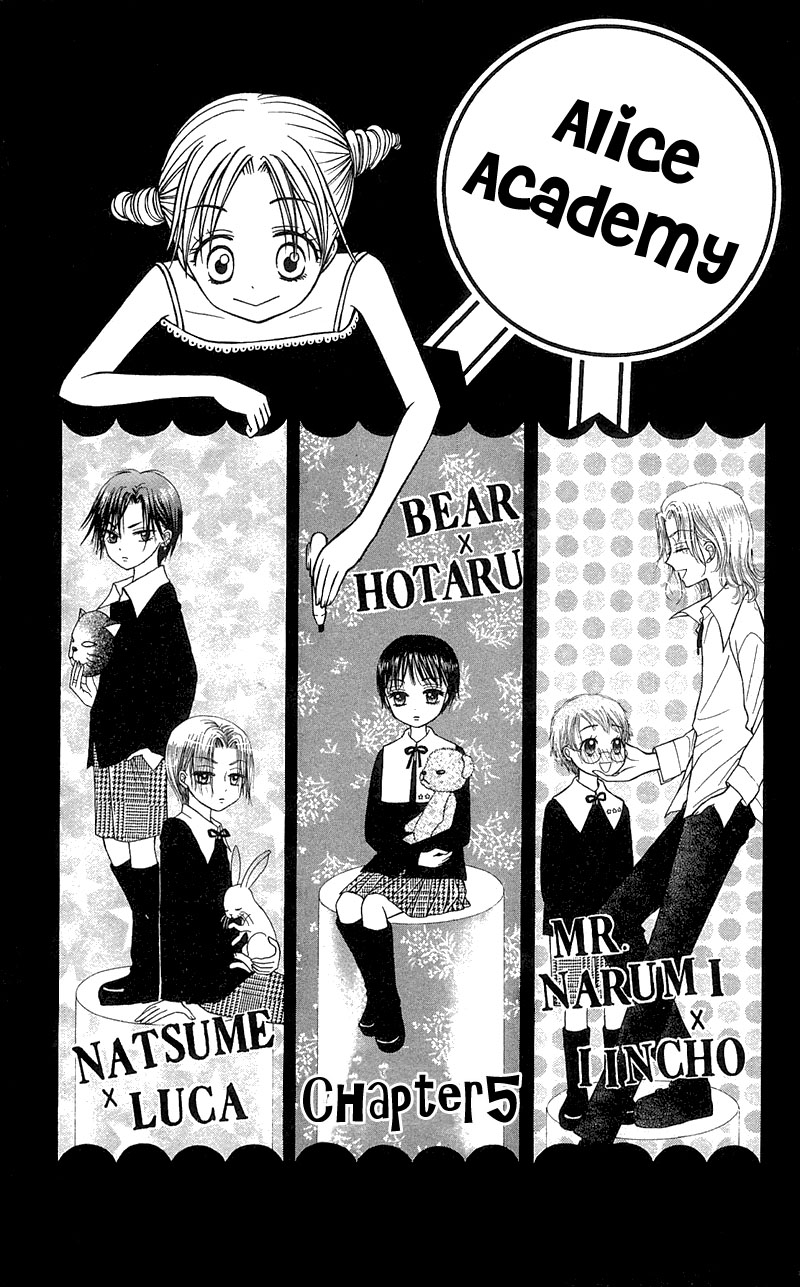 Alice
Academy
BEAR
x
HOTARU
MR.
NARUMI
x
IINCHO
NATSUME
x LUCA
CHapter5